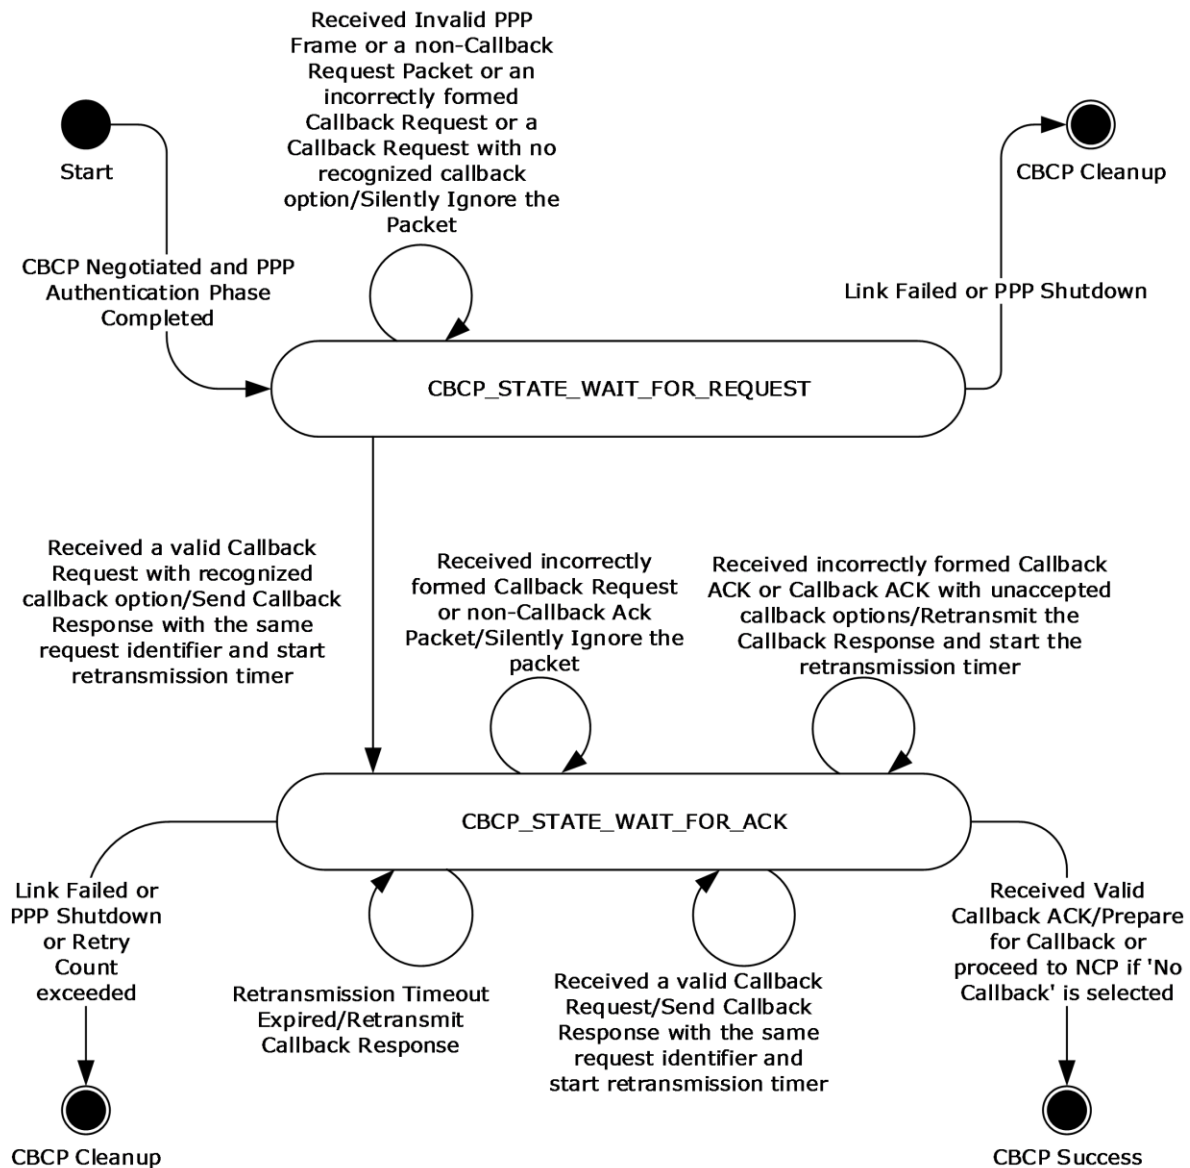 Received Invalid PPP
Frame or a non-Callback
Request Packet or an
incorrectly formed
Callback Request or a
Callback Request with no
recognized callback
option/Silently Ignore the
Packet
Start
CBCP Cleanup
CBCP Negotiated and PPP
Authentication Phase
Completed
Link Failed or PPP Shutdown
CBCP_STATE_WAIT_FOR_REQUEST
Received a valid Callback
Request with recognized
callback option/Send Callback
Response with the same
request identifier and start
retransmission timer
Received incorrectly
formed Callback Request
or non-Callback Ack
Packet/Silently Ignore the
packet
Received incorrectly formed Callback
ACK or Callback ACK with unaccepted
callback options/Retransmit the
Callback Response and start the
retransmission timer
CBCP_STATE_WAIT_FOR_ACK
Link Failed or
PPP Shutdown
or Retry
Count
exceeded
Retransmission Timeout
Expired/Retransmit
Callback Response
Received a valid Callback
Request/Send Callback
Response with the same
request identifier and
start retransmission timer
Received Valid
Callback ACK/Prepare
for Callback or
proceed to NCP if 'No
Callback' is selected
CBCP Cleanup
CBCP Success